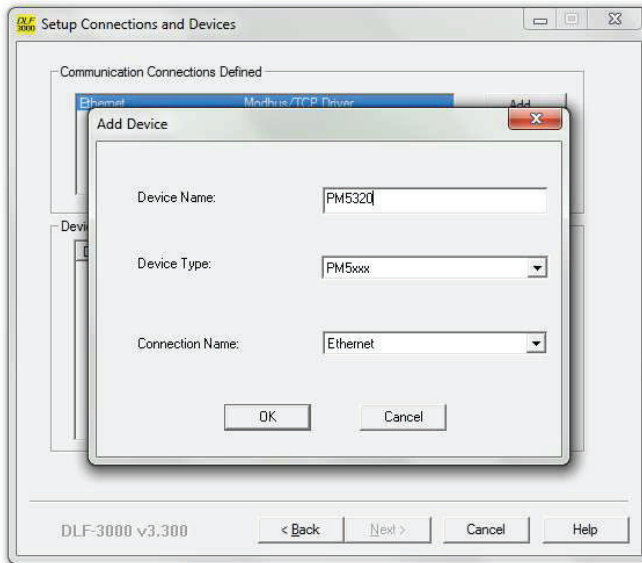 DLF 3000 Setup Connections and Devices
Communication Connections Defined
Ethernet Modbus/TCP Driver Add
Add Device
Device Name: PM5320
Device Type: PM5xxx
Connection Name: Ethernet
OK Cancel
DLF-3000 v3.300 < Back Next > Cancel Help